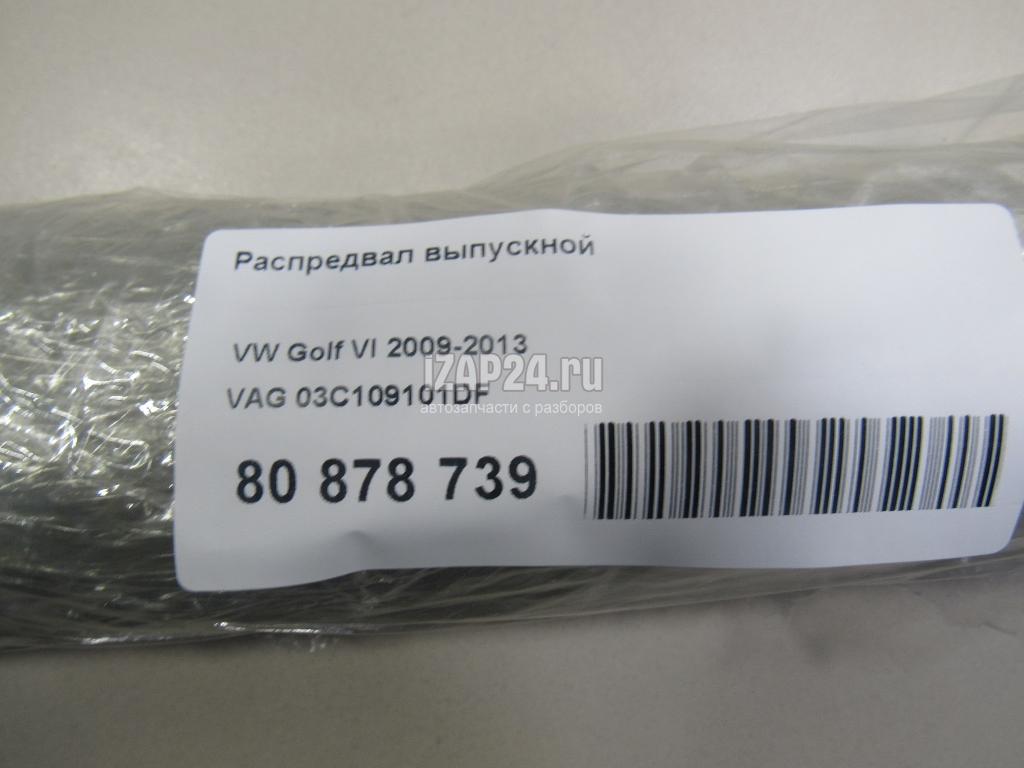 Распредвал выпускной
VW Golf VI 2009-2013
iZAP24.ru
VAG 03C109101DF
автозапчасти с разборов
80 878 739